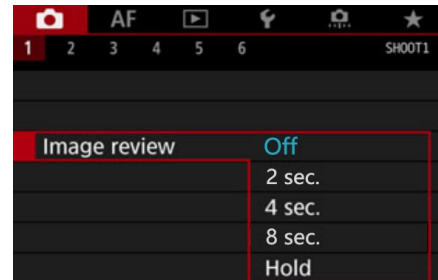 AF
1 2 3 4 5 6 SHOOT1
Image review Off
2 sec.
4 sec.
8 sec.
Hold